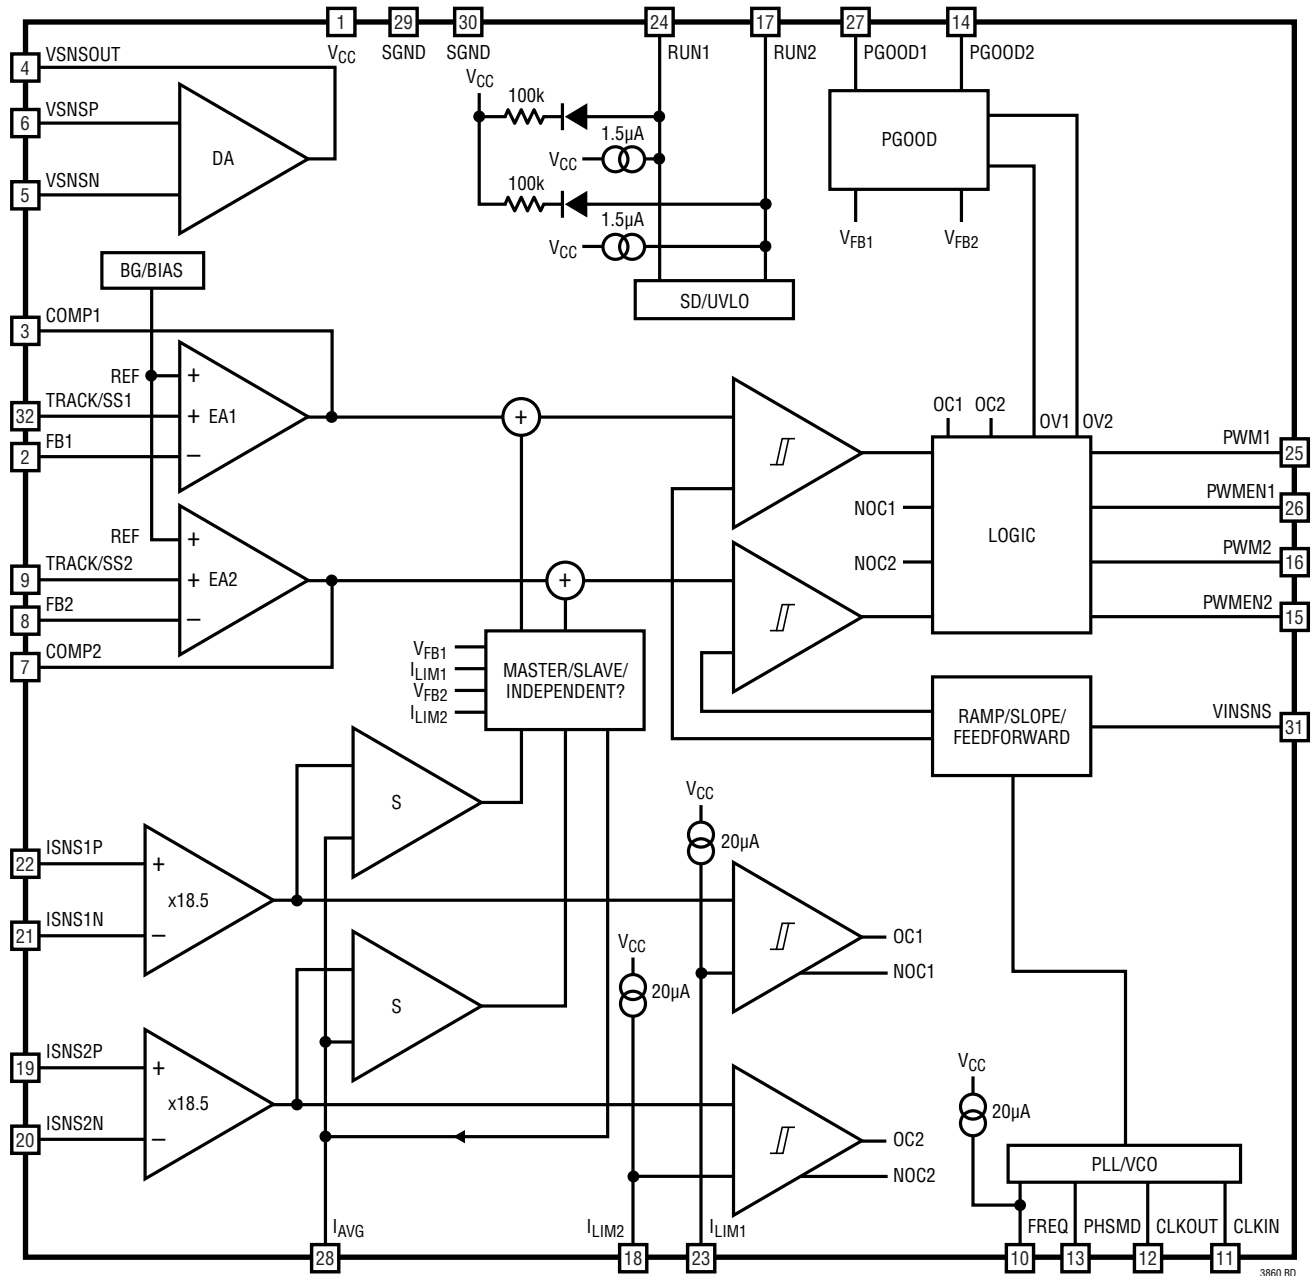 1 29 30 24 17 27 14
VCC SGND SGND RUN1 RUN2 PGOOD1 PGOOD2
4 VSNSOUT
6 VSNSP
5 VSNSN
DA
VCC
100k
1.5µA
VCC
100k
1.5µA
VCC
SD/UVLO
PGOOD
VFB1 VFB2
BG/BIAS
3 COMP1
REF
+
32 TRACK/SS1
+ EA1
2 FB1
–
REF
+
9 TRACK/SS2
+ EA2
8 FB2
–
7 COMP2
+
+
OC1 OC2 OV1 OV2
NOC1
NOC2
LOGIC
PWM1 25
PWMEN1 26
PWM2 16
PWMEN2 15
VFB1
ILIM1
VFB2
ILIM2
MASTER/SLAVE/
INDEPENDENT?
RAMP/SLOPE/
FEEDFORWARD
VINSNS 31
S
VCC
20µA
22 ISNS1P
+
x18.5
21 ISNS1N
–
OC1
NOC1
S
VCC
20µA
19 ISNS2P
+
x18.5
20 ISNS2N
–
OC2
NOC2
VCC
20µA
PLL/VCO
IAVG ILIM2 ILIM1 FREQ PHSMD CLKOUT CLKIN
28 18 23 10 13 12 11
3860 BD